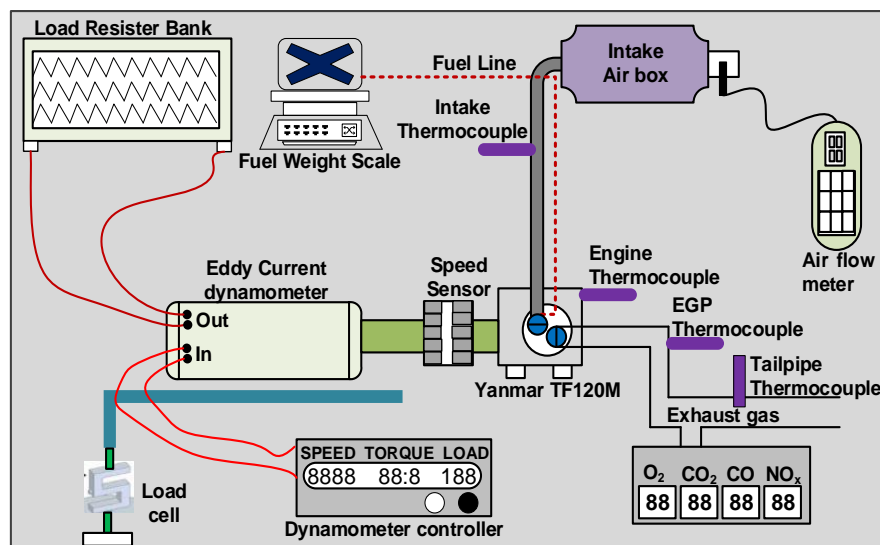 Load Resister Bank
Fuel Line
Intake
Air box
Intake
Thermocouple
Fuel Weight Scale
Air flow
meter
Eddy Current
dynamometer
Speed
Sensor
Engine
Thermocouple
EGP
Thermocouple
Out
In
Tailpipe
Thermocouple
Yanmar TF120M
Exhaust gas
SPEED TORQUE LOAD
8888 88:8 188
Load
cell
Dynamometer controller
O₂ CO₂ CO NOₓ
88 88 88 88